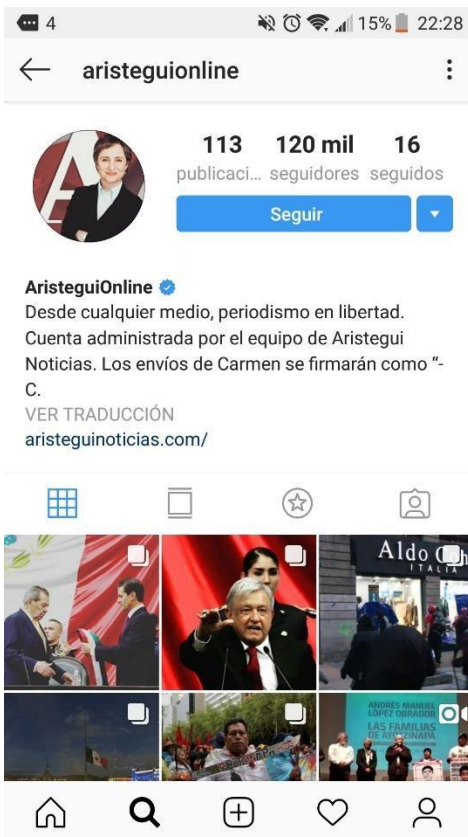 4
15% 22:28
aristeguionline
113 120 mil 16
publicaci... seguidores seguidos
Seguir
AristeguiOnline
Desde cualquier medio, periodismo en libertad.
Cuenta administrada por el equipo de Aristegui
Noticias. Los envíos de Carmen se firmarán como “-
C.
VER TRADUCCIÓN
aristeguinoticias.com/
Aldo
ITALIA
ANDRÉS MANUEL
LÓPEZ OBRADOR
LAS FAMILIAS
DE AYOTZINAPA